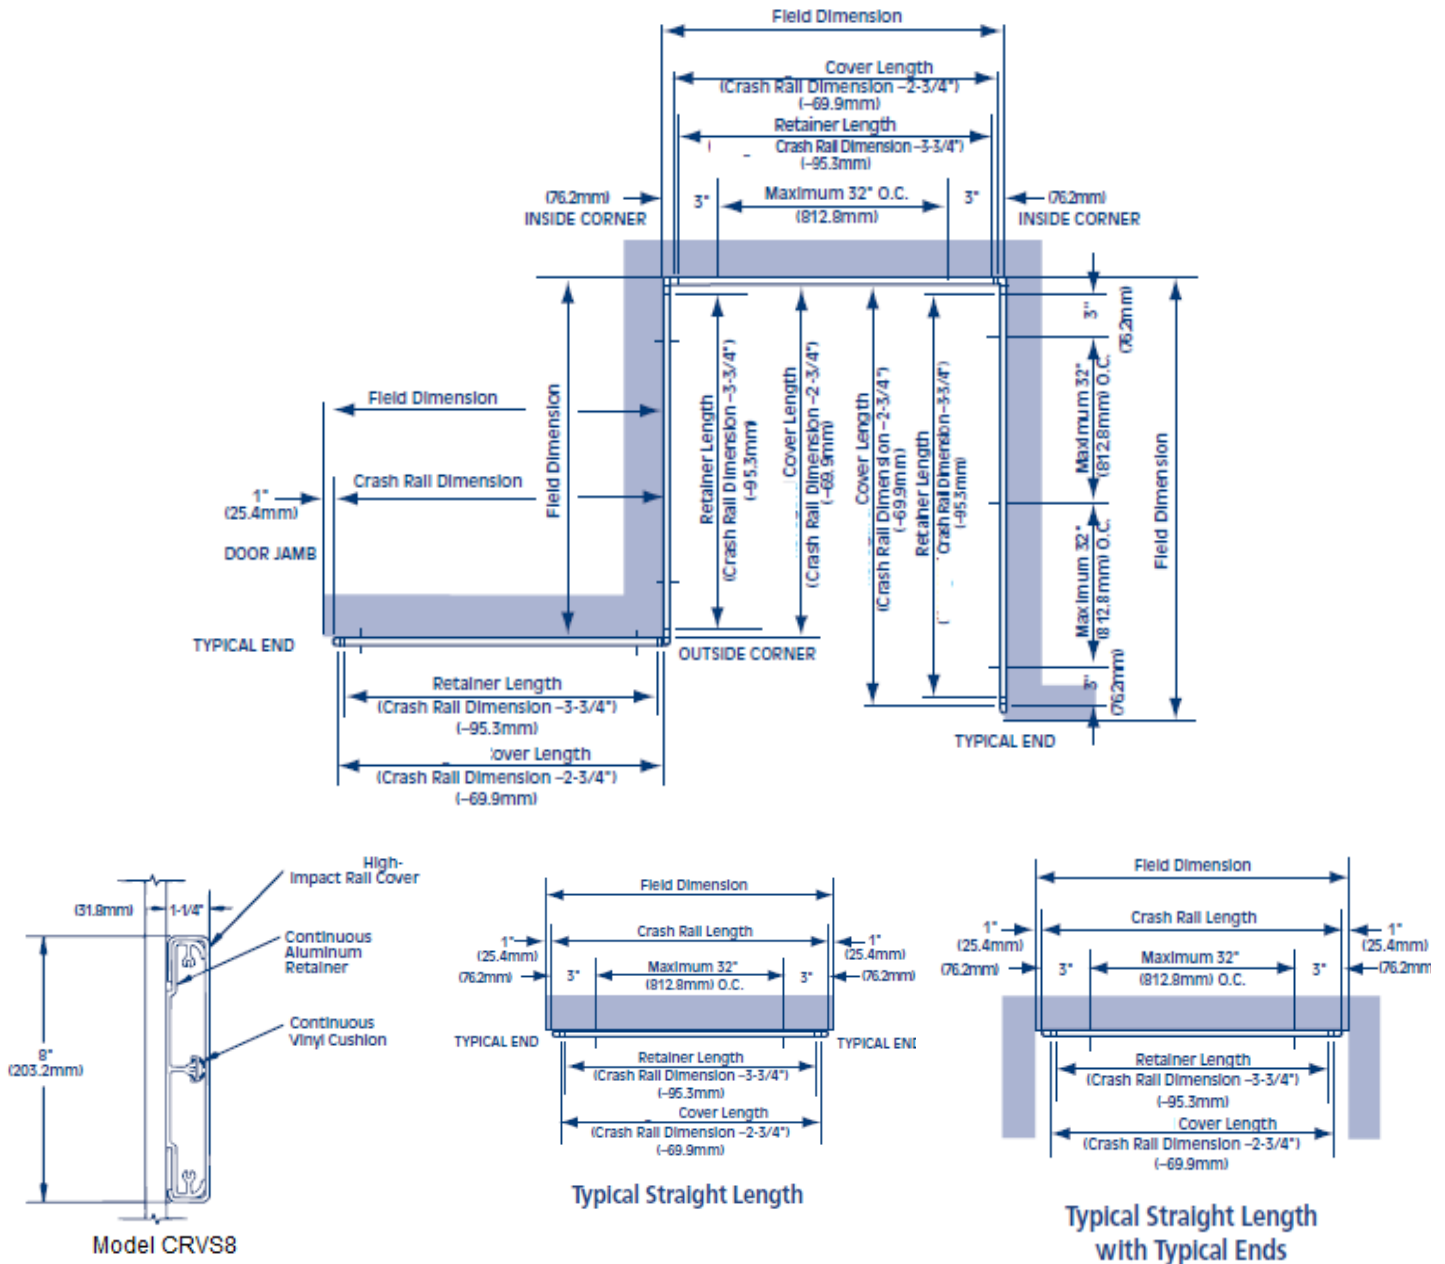 Field Dimension
Cover Length
(Crash Rail Dimension –2-3/4")
(–69.9mm)
Retainer Length
Crash Rail Dimension –3-3/4")
(–95.3mm)
(76.2mm)
3"
Maximum 32" O.C.
(812.8mm)
3"
(76.2mm)
INSIDE CORNER
INSIDE CORNER
Field Dimension
Crash Rail Dimension
1"
(25.4mm)
DOOR JAMB
TYPICAL END
Field Dimension
Retainer Length
(Crash Rail Dimension –3-3/4")
(–95.3mm)
Cover Length
(Crash Rail Dimension –2-3/4")
(–69.9mm)
Cover Length
(Crash Rail Dimension –2-3/4")
(–69.9mm)
Retainer Length
Crash Rail Dimension –3-3/4")
(–95.3mm)
3"
(76.2mm)
Maximum 32"
(812.8mm) O.C.
Maximum 32"
(812.8mm) O.C.
3"
(76.2mm)
Field Dimension
OUTSIDE CORNER
TYPICAL END
Retainer Length
(Crash Rail Dimension –3-3/4")
(–95.3mm)
over Length
(Crash Rail Dimension –2-3/4")
(–69.9mm)
High-
Impact Rail Cover
(31.8mm)
1-1/4"
Continuous
Aluminum
Retainer
Continuous
Vinyl Cushion
8"
(203.2mm)
Model CRVS8
Field Dimension
Crash Rail Length
1"
(25.4mm)
1"
(25.4mm)
(76.2mm)
3"
Maximum 32"
(812.8mm) O.C.
3"
(76.2mm)
TYPICAL END
TYPICAL END
Retainer Length
(Crash Rail Dimension –3-3/4")
(–95.3mm)
Cover Length
(Crash Rail Dimension –2-3/4")
(–69.9mm)
Typical Straight Length
Field Dimension
Crash Rail Length
1"
(25.4mm)
1"
(25.4mm)
(76.2mm)
3"
Maximum 32"
(812.8mm) O.C.
3"
(76.2mm
Retainer Length
(Crash Rail Dimension –3-3/4")
(–95.3mm)
Cover Length
(Crash Rail Dimension –2-3/4")
(–69.9mm)
Typical Straight Length
with Typical Ends